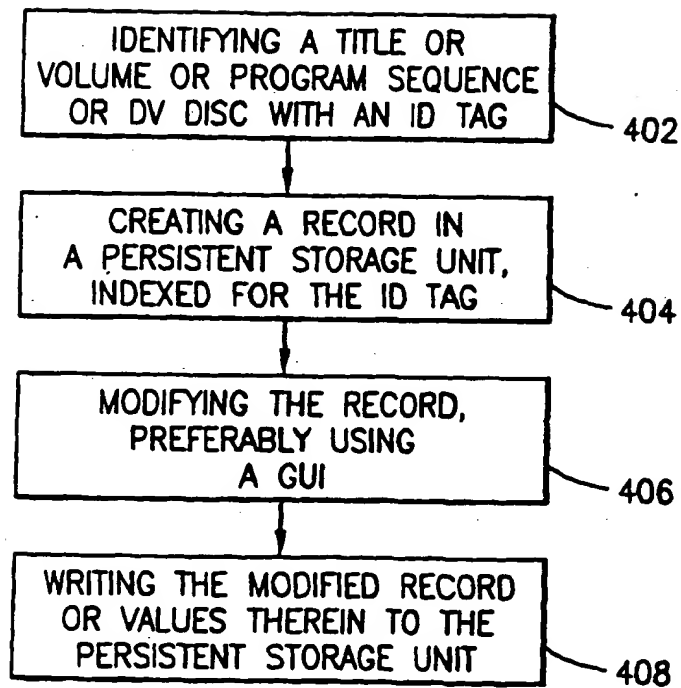 IDENTIFYING A TITLE OR
VOLUME OR PROGRAM SEQUENCE
OR DV DISC WITH AN ID TAG
402
CREATING A RECORD IN
A PERSISTENT STORAGE UNIT,
INDEXED FOR THE ID TAG
404
MODIFYING THE RECORD,
PREFERABLY USING
A GUI
406
WRITING THE MODIFIED RECORD
OR VALUES THEREIN TO THE
PERSISTENT STORAGE UNIT
408